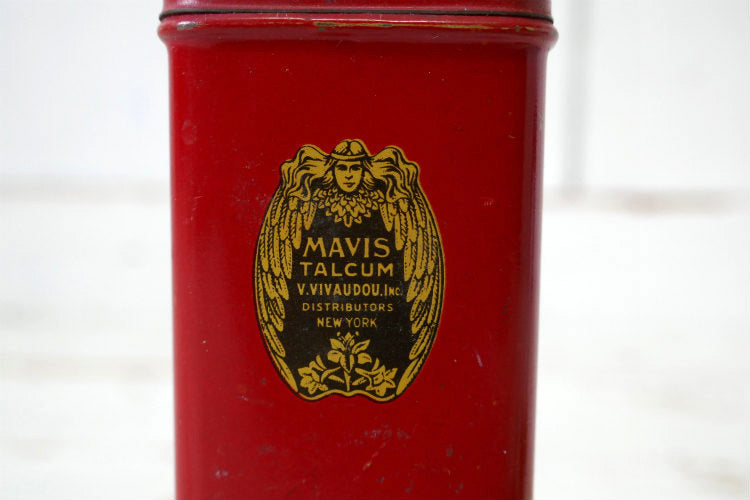 MAVIS
TALCUM
V.VIVAUDOU.INC.
DISTRIBUTORS
NEW YORK